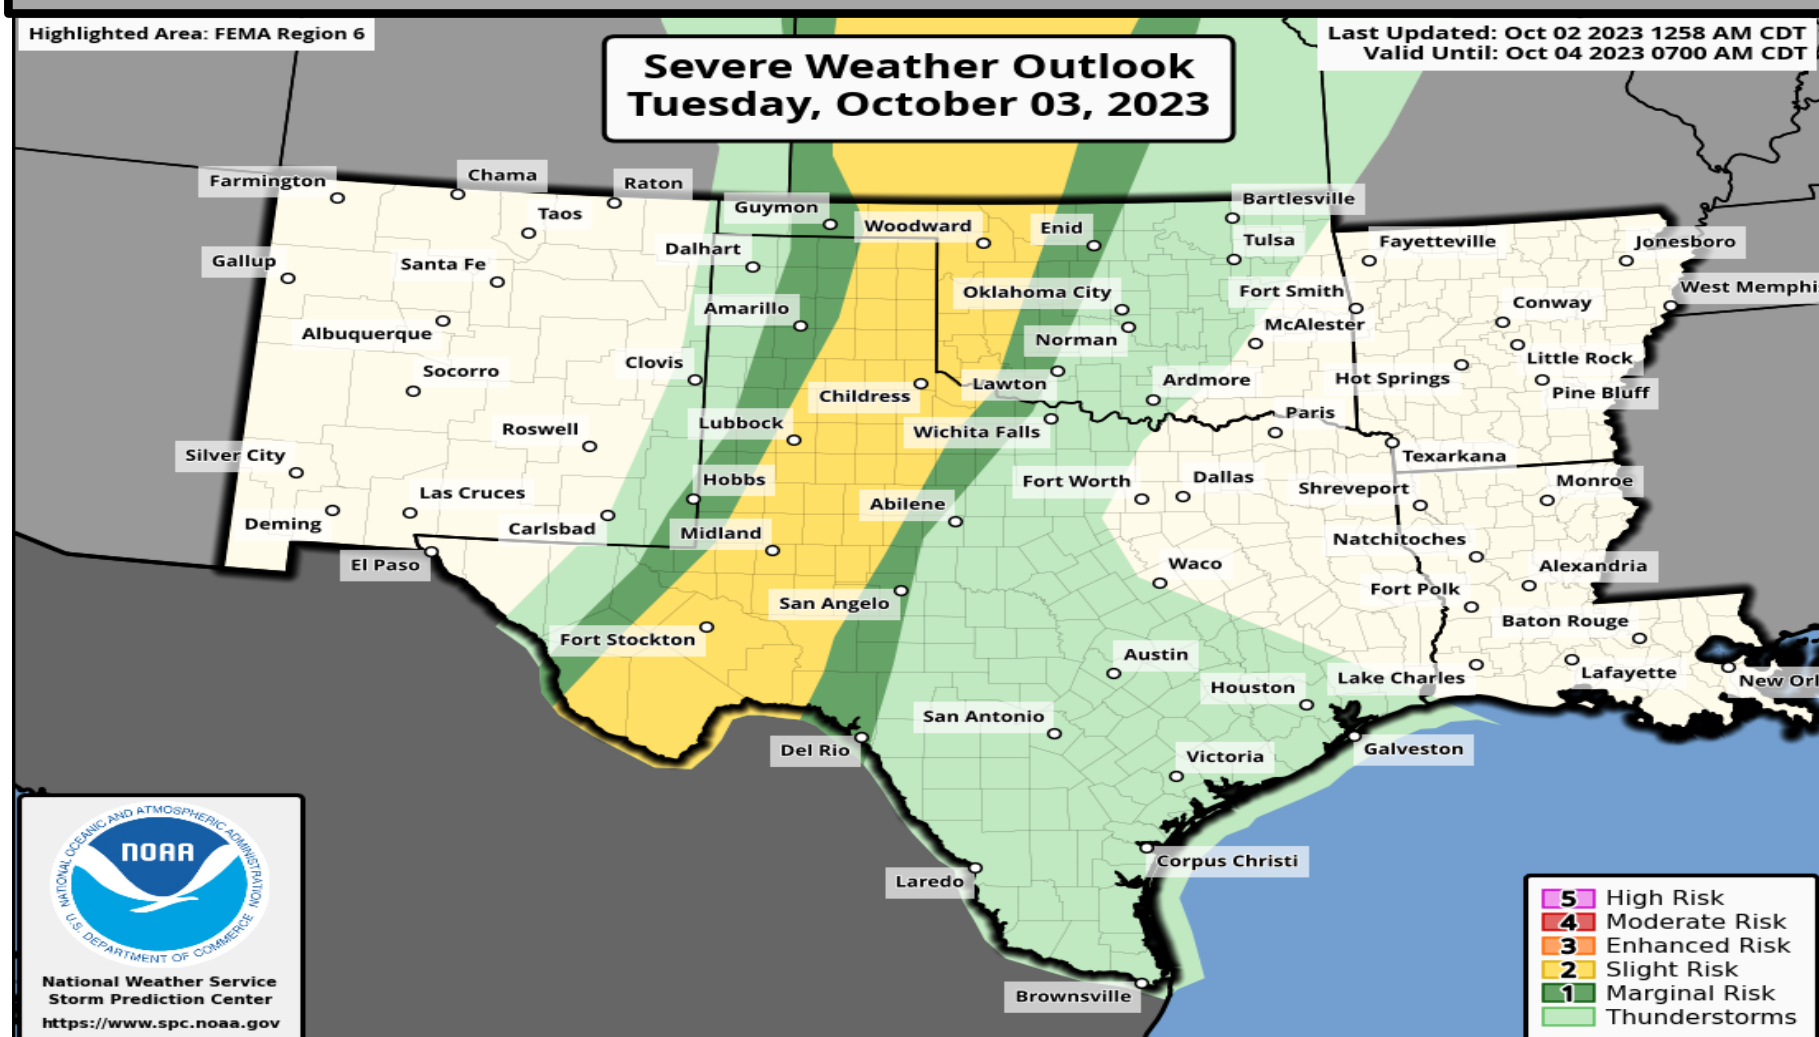 Highlighted Area: FEMA Region 6
Last Updated: Oct 02 2023 1258 AM CDT
Valid Until: Oct 04 2023 0700 AM CDT
Severe Weather Outlook
Tuesday, October 03, 2023
Farmington
Chama
Raton
Taos
Guymon
Woodward
Enid
Bartlesville
Tulsa
Fayetteville
Jonesboro
Gallup
Santa Fe
Dalhart
Oklahoma City
Fort Smith
Conway
West Memphis
Albuquerque
Amarillo
Norman
McAlester
Little Rock
Socorro
Clovis
Childress
Lawton
Ardmore
Hot Springs
Pine Bluff
Roswell
Lubbock
Wichita Falls
Paris
Texarkana
Silver City
Las Cruces
Hobbs
Fort Worth
Dallas
Shreveport
Monroe
Deming
Carlsbad
Midland
Abilene
Natchitoches
El Paso
San Angelo
Waco
Fort Polk
Alexandria
Fort Stockton
Baton Rouge
Austin
Houston
Lake Charles
Lafayette
New Orl
San Antonio
Del Rio
Victoria
Galveston
Laredo
Corpus Christi
Brownsville
NATIONAL OCEANIC AND ATMOSPHERIC ADMINISTRATION
NOAA
U.S. DEPARTMENT OF COMMERCE
National Weather Service
Storm Prediction Center
https://www.spc.noaa.gov
5 High Risk
4 Moderate Risk
3 Enhanced Risk
2 Slight Risk
1 Marginal Risk
Thunderstorms